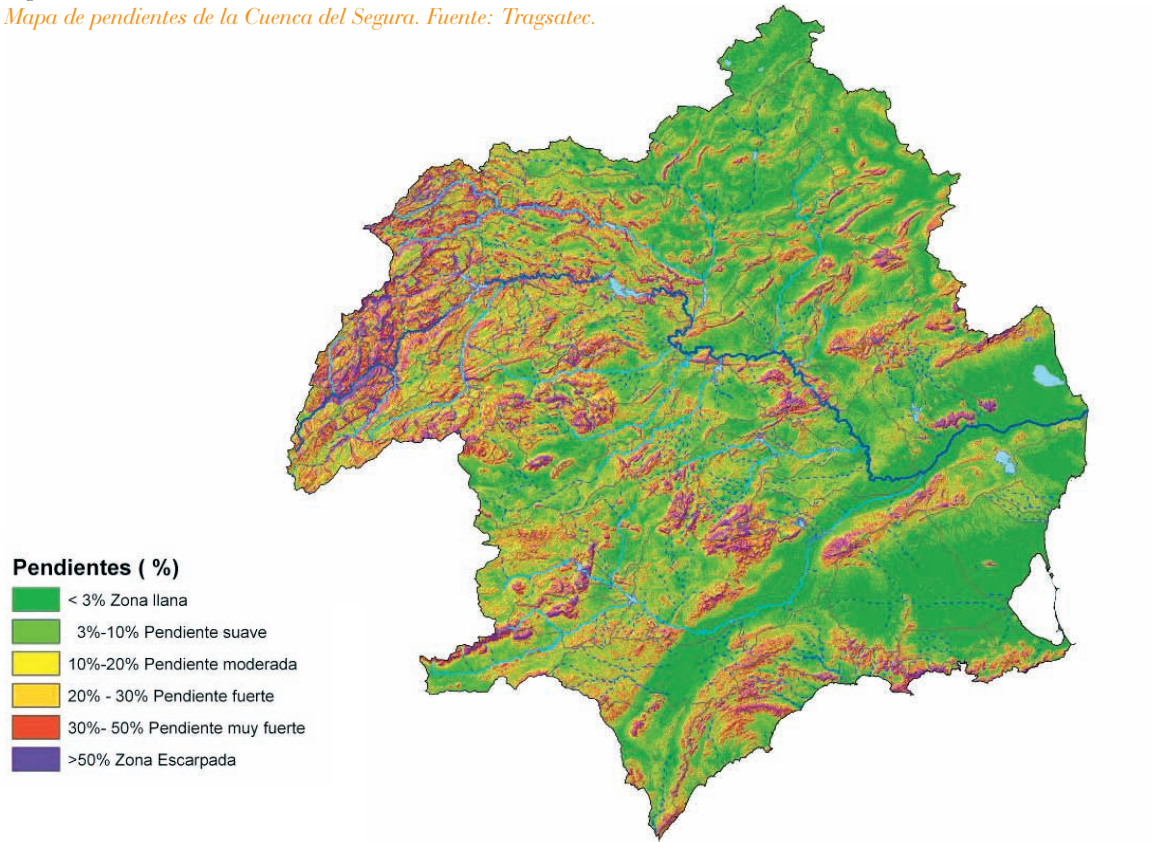 Mapa de pendientes de la Cuenca del Segura. Fuente: Tragsatec.
Pendientes ( %)
< 3% Zona llana
3%-10% Pendiente suave
10%-20% Pendiente moderada
20% - 30% Pendiente fuerte
30%- 50% Pendiente muy fuerte
>50% Zona Escarpada